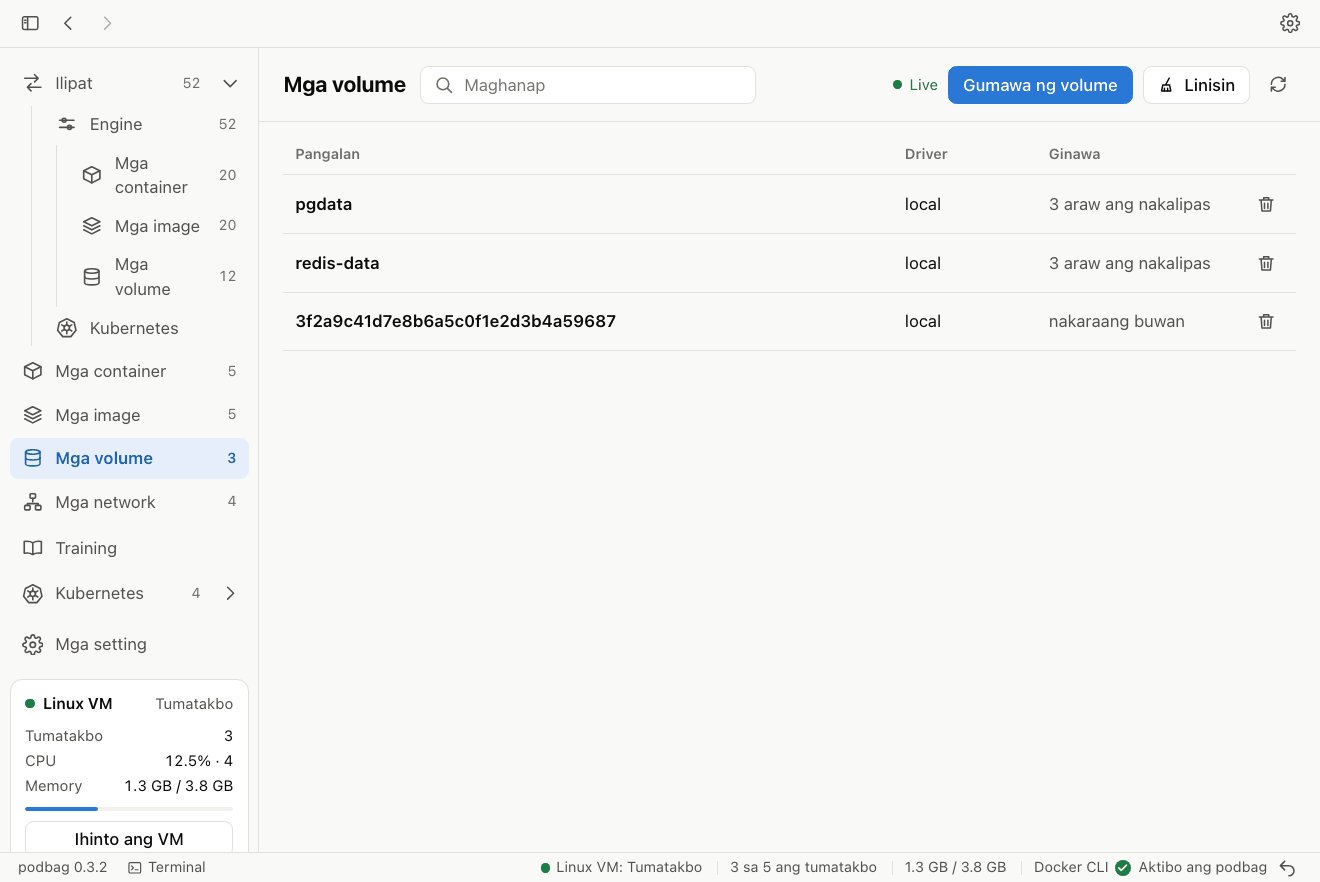 Ilipat 52
Engine 52
Mga container 20
Mga image 20
Mga volume 12
Kubernetes
Mga container 5
Mga image 5
Mga volume 3
Mga network 4
Training
Kubernetes 4
Mga setting
Linux VM Tumatakbo
Tumatakbo 3
CPU 12.5% · 4
Memory 1.3 GB / 3.8 GB
Ihinto ang VM
Mga volume Maghanap Live Gumawa ng volume Linisin
Pangalan Driver Ginawa
pgdata local 3 araw ang nakalipas
redis-data local 3 araw ang nakalipas
3f2a9c41d7e8b6a5c0f1e2d3b4a59687 local nakaraang buwan
podbag 0.3.2 Terminal Linux VM: Tumatakbo 3 sa 5 ang tumatakbo 1.3 GB / 3.8 GB Docker CLI Aktibo ang podbag